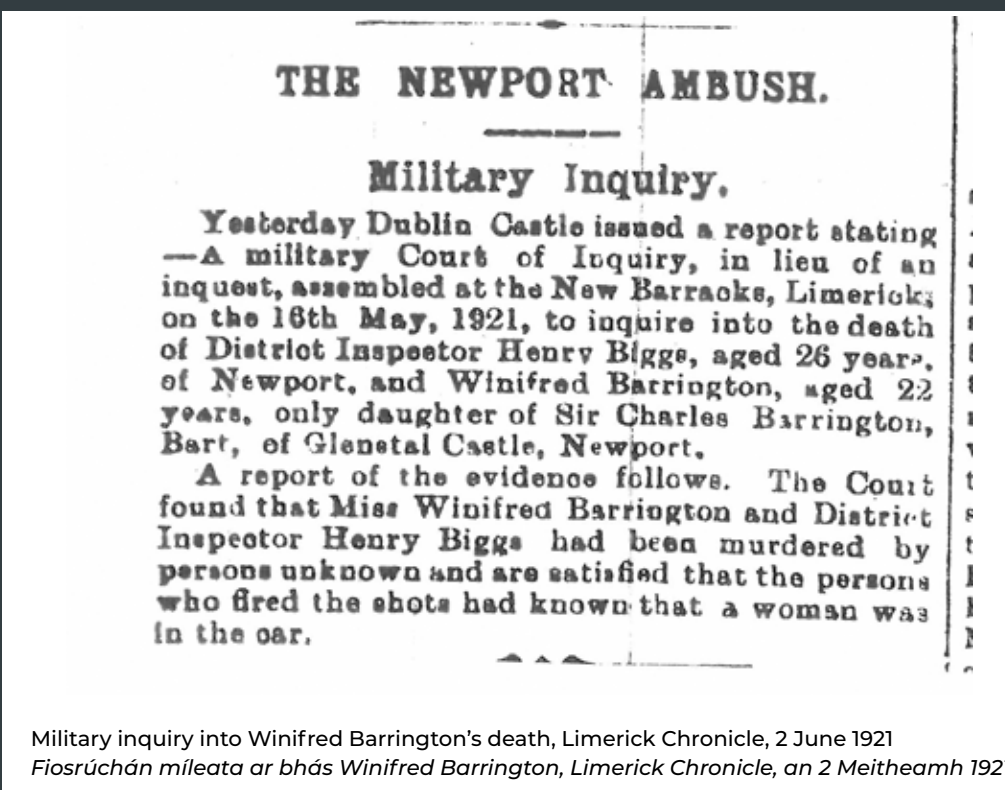 THE NEWPORT AMBUSH.
Military Inquiry.
Yesterday Dublin Castle issued a report stating
—A military Court of Inquiry, in lieu of an
inquest, assembled at the New Barracks, Limerick;
on the 16th May, 1921, to inquire into the death
of District Inspector Henry Biggs, aged 26 years,
of Newport, and Winifred Barrington, aged 22
years, only daughter of Sir Charles Barrington,
Bart, of Glenstal Castle, Newport.
A report of the evidence follows. The Court
found that Miss Winifred Barrington and District
Inspector Henry Biggs had been murdered by
persons unknown and are satisfied that the persons
who fired the shots had known that a woman was
in the car.
Military inquiry into Winifred Barrington's death, Limerick Chronicle, 2 June 1921
Fiosrúchán míleata ar bhás Winifred Barrington, Limerick Chronicle, an 2 Meitheamh 192